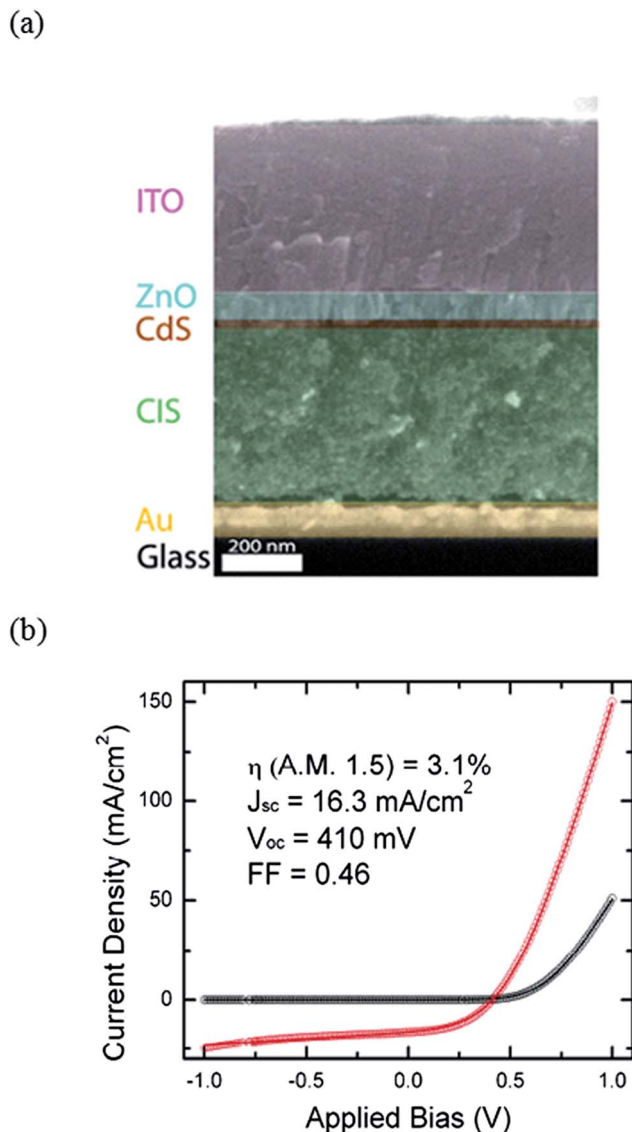 (a)
ITO
ZnO
CdS
CIS
Au
Glass
200 nm
(b)
Current Density (mA/cm²)
150
100
50
0
η (A.M. 1.5) = 3.1%
Jsc = 16.3 mA/cm²
Voc = 410 mV
FF = 0.46
-1.0 -0.5 0.0 0.5 1.0
Applied Bias (V)